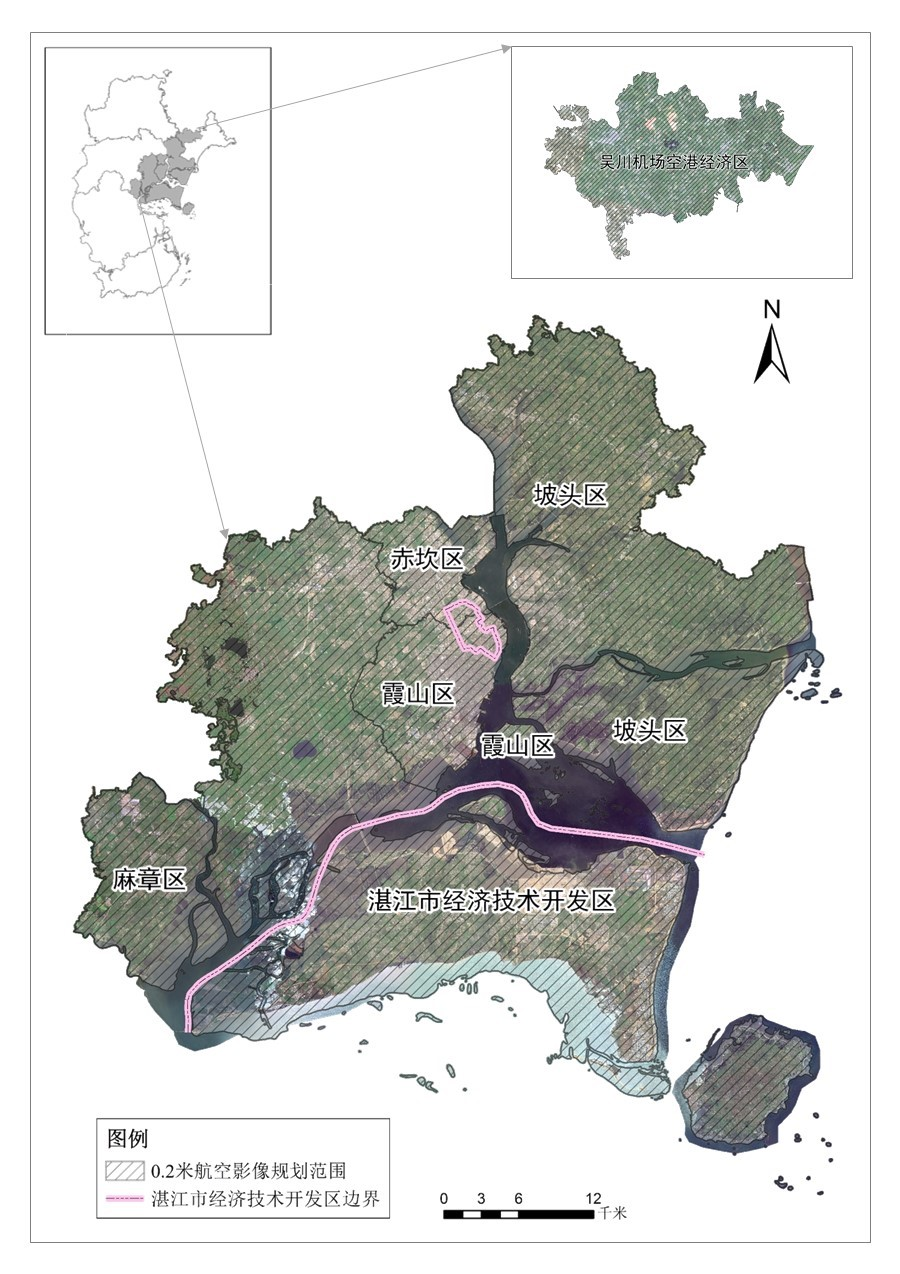 吴川机场空港经济区
N
坡头区
赤坎区
霞山区
霞山区
坡头区
麻章区
湛江市经济技术开发区
图例
0.2米航空影像规划范围
湛江市经济技术开发区边界
0 3 6 12
千米